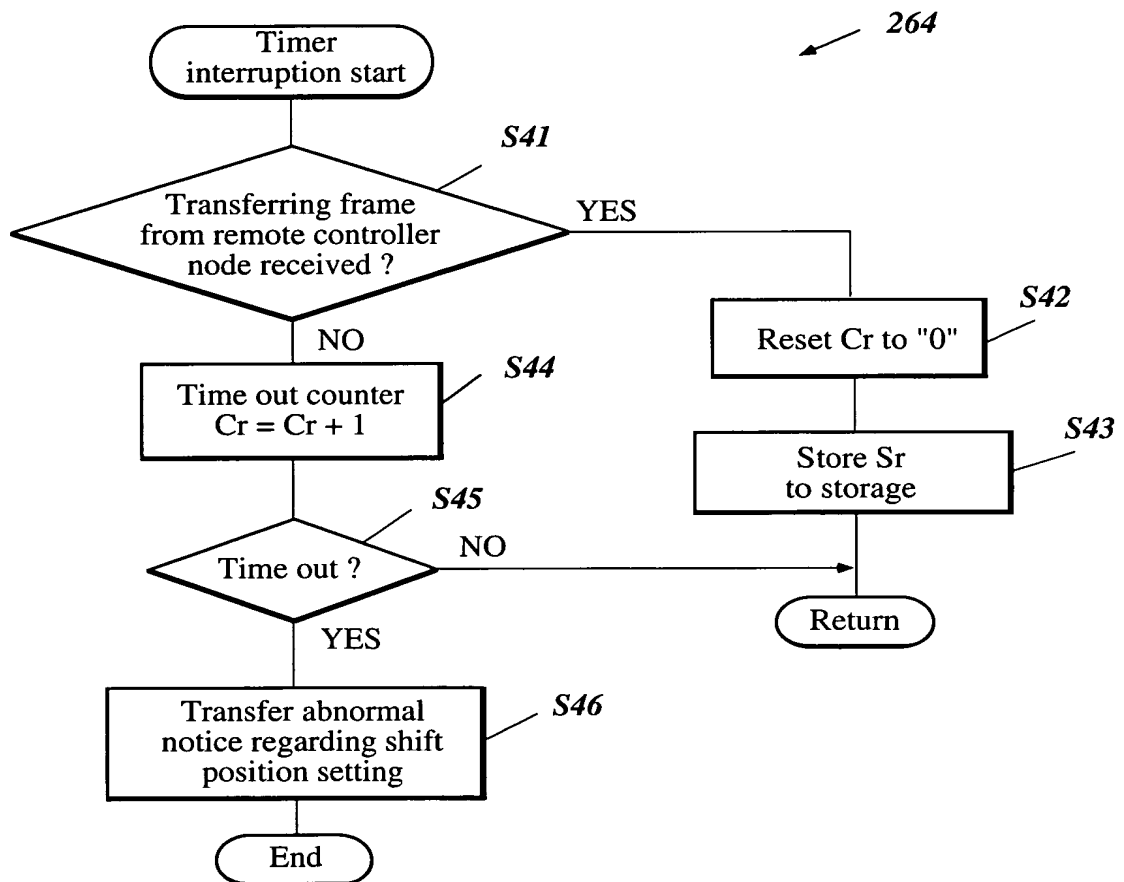 264
Timer
interruption start
S41
Transferring frame
from remote controller
node received ?
YES
NO
S42
Reset Cr to "0"
S44
Time out counter
Cr = Cr + 1
S43
Store Sr
to storage
S45
Time out ?
NO
YES
Return
S46
Transfer abnormal
notice regarding shift
position setting
End